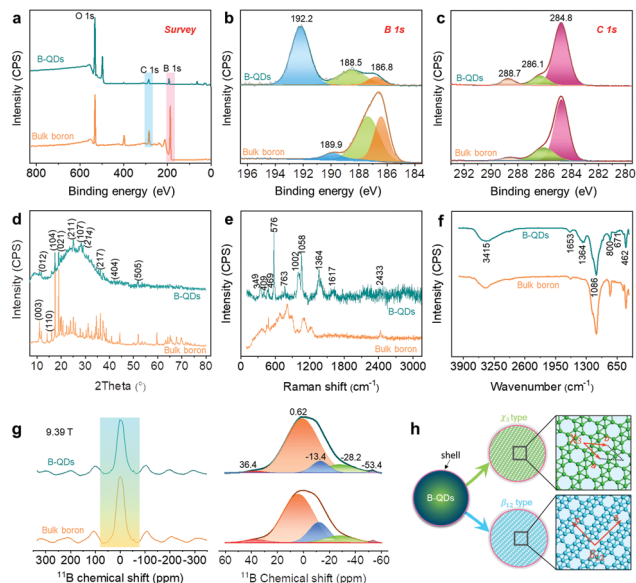 a
Survey
O 1s
C 1s
B 1s
B-QDs
Bulk boron
Intensity (CPS)
800 600 400 200 0
Binding energy (eV)
b
B 1s
192.2
188.5
186.8
189.9
Intensity (CPS)
196 194 192 190 188 186 184
Binding energy (eV)
c
C 1s
284.8
286.1
288.7
B-QDs
Bulk boron
Intensity (CPS)
292 290 288 286 284 282 280
Binding energy (eV)
d
(012)
(104)
(021)
(211)
(107)
(214)
(217)
(404)
(505)
B-QDs
(003)
(110)
Bulk boron
Intensity (CPS)
10 20 30 40 50 60 70 80
2Theta (°)
e
576
349
409
469
763
1002
1058
1364
1617
2433
B-QDs
Bulk boron
Intensity (CPS)
0 600 1200 1800 2400 3000
Raman shift (cm-1)
f
3415
B-QDs
1653
1364
1086
800
671
462
Bulk boron
Intensity (CPS)
3900 3250 2600 1950 1300 650
Wavenumber (cm-1)
g
9.39 T
B-QDs
Bulk boron
300 200 100 0 -100 -200 -300
11B Chemical shift (ppm)
0.62
36.4
-13.4
-28.2
-53.4
60 40 20 0 -20 -40 -60
11B Chemical shift (ppm)
h
shell
B-QDs
χ3 type
β12 type